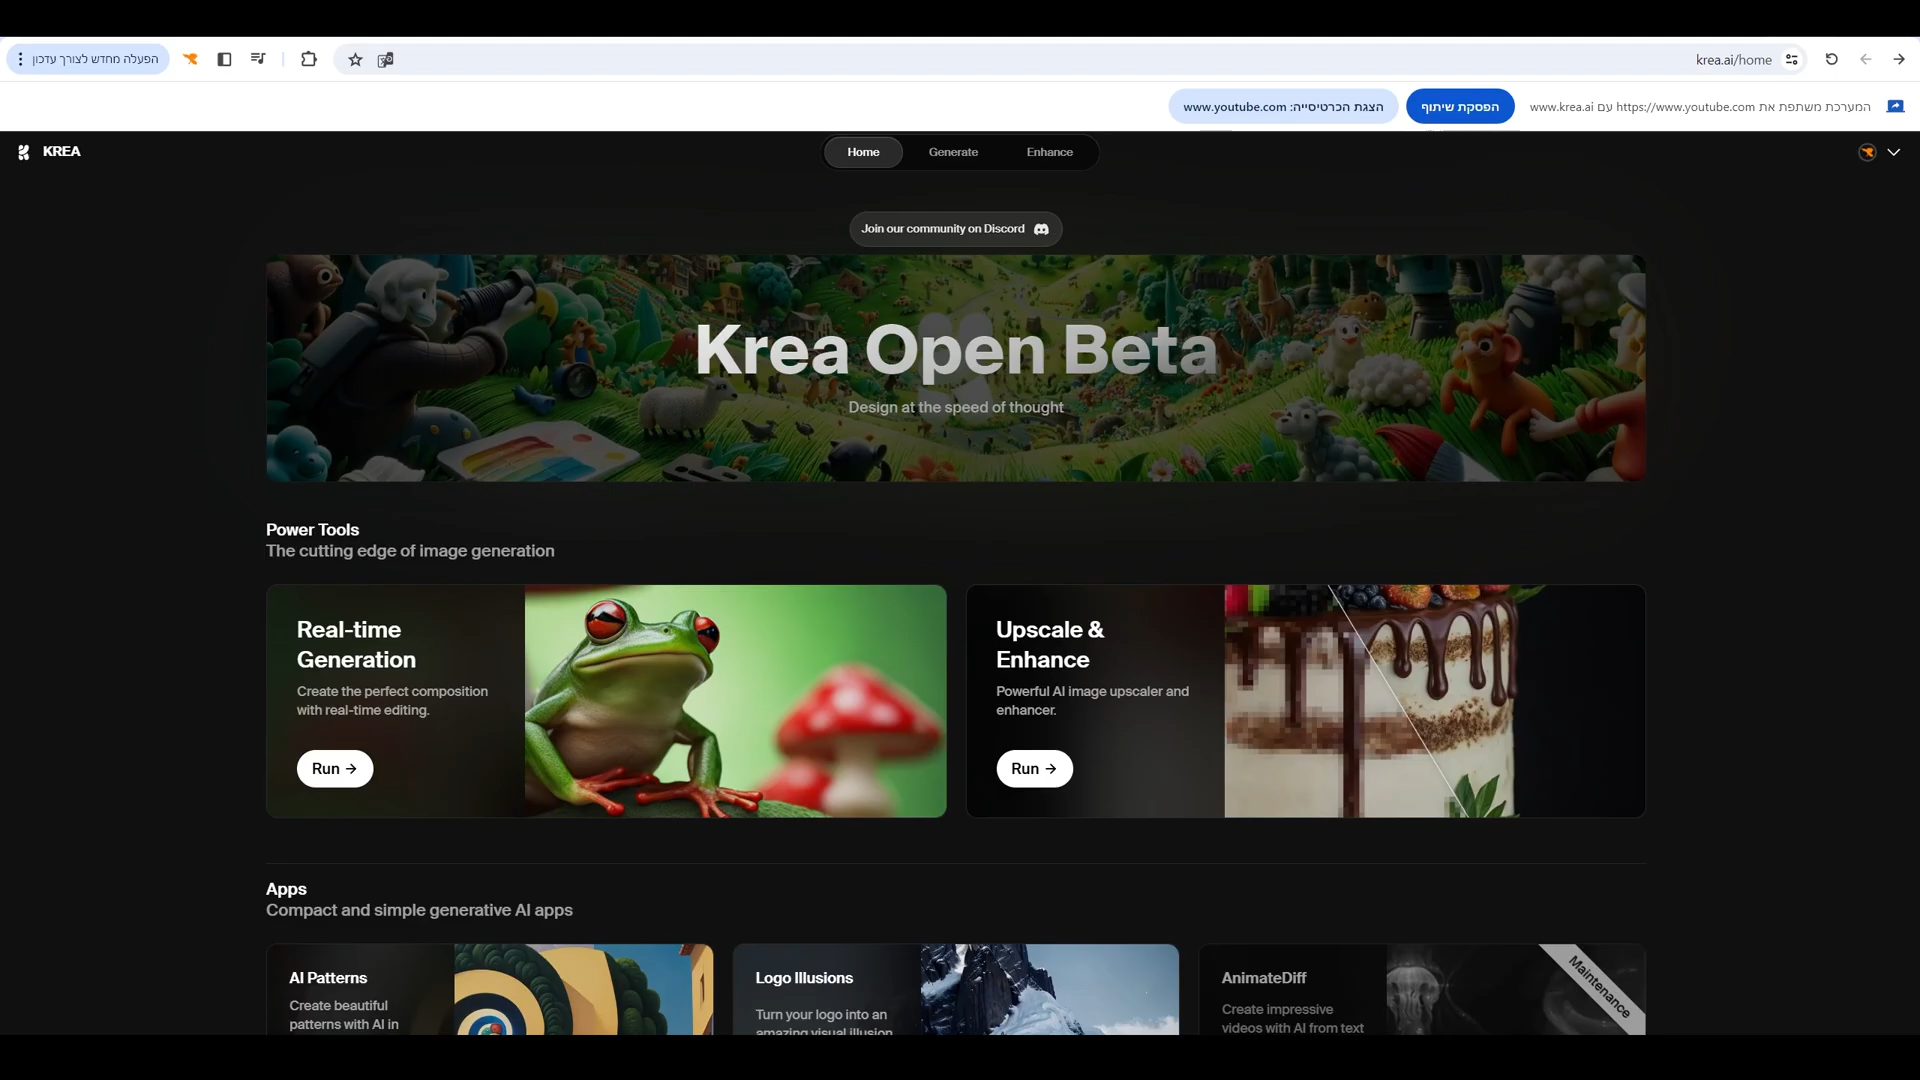 הפעלה מחדש לצורך עדכון
krea.ai/home
המערכת משתפת את https://www.youtube.com עם www.krea.ai
הפסקת שיתוף
הצגת הכרטיסייה: www.youtube.com
KREA
Home
Generate
Enhance
Join our community on Discord
Krea Open Beta
Design at the speed of thought
Power Tools
The cutting edge of image generation
Real-time
Generation
Create the perfect composition
with real-time editing.
Run
Upscale &
Enhance
Powerful AI image upscaler and
enhancer.
Run
Apps
Compact and simple generative AI apps
AI Patterns
Create beautiful
patterns with AI in
Logo Illusions
Turn your logo into an
amazing visual illusion
AnimateDiff
Create impressive
videos with AI from text
Maintenance